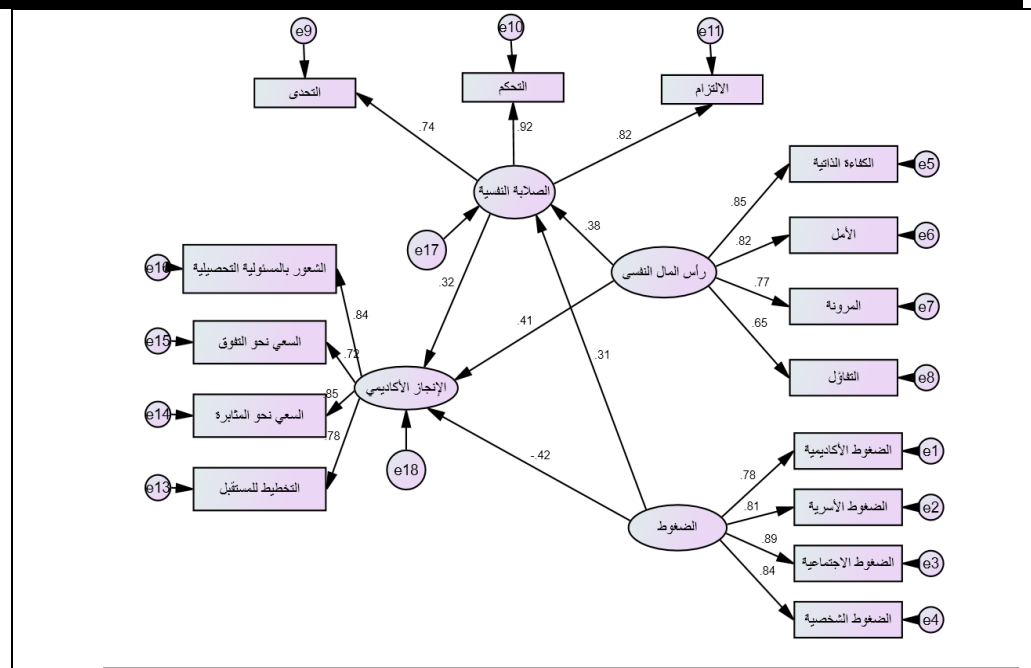 e9
e10
e11
التحدى
التحكم
الالتزام
.74
.92
.82
الصلابة النفسية
e17
.38
الكفاءة الذاتية
e5
.85
الأمل
e6
.82
رأس المال النفسى
المرونة
e7
.77
التفاؤل
e8
.65
.32
.41
.31
e16
الشعور بالمسئولية التحصيلية
.84
e15
السعي نحو التفوق
.72
الإنجاز الأكاديمي
e14
السعي نحو المثابرة
.85
e13
التخطيط للمستقبل
.78
e18
-.42
الضغوط
.78
الضغوط الأكاديمية
e1
.81
الضغوط الأسرية
e2
.89
الضغوط الاجتماعية
e3
.84
الضغوط الشخصية
e4